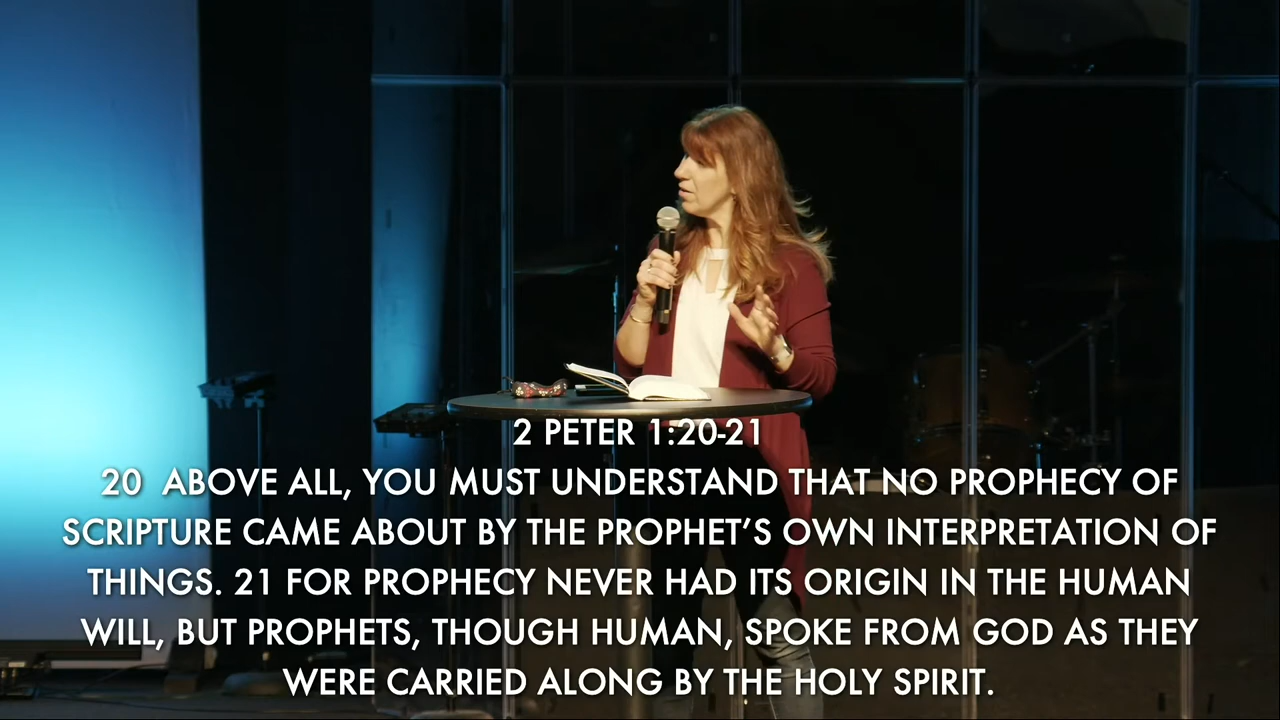 2 PETER 1:20-21
20 ABOVE ALL, YOU MUST UNDERSTAND THAT NO PROPHECY OF
SCRIPTURE CAME ABOUT BY THE PROPHET’S OWN INTERPRETATION OF
THINGS. 21 FOR PROPHECY NEVER HAD ITS ORIGIN IN THE HUMAN
WILL, BUT PROPHETS, THOUGH HUMAN, SPOKE FROM GOD AS THEY
WERE CARRIED ALONG BY THE HOLY SPIRIT.